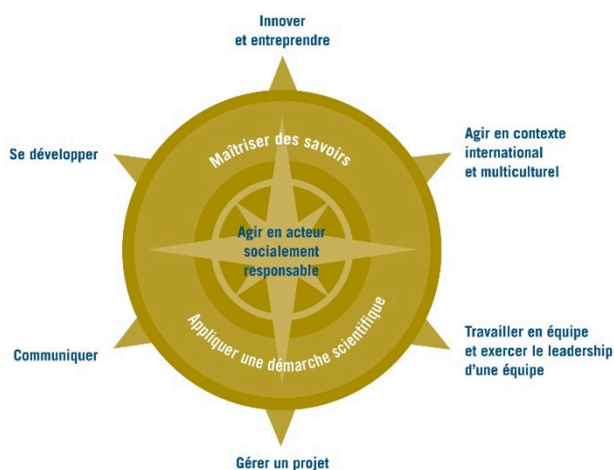 Innover
et entreprendre
Se développer
Agir en contexte
international
et multiculturel
Maîtriser des savoirs
Agir en acteur
socialement
responsable
Appliquer une démarche scientifique
Communiquer
Travailler en équipe
et exercer le leadership
d'une équipe
Gérer un projet